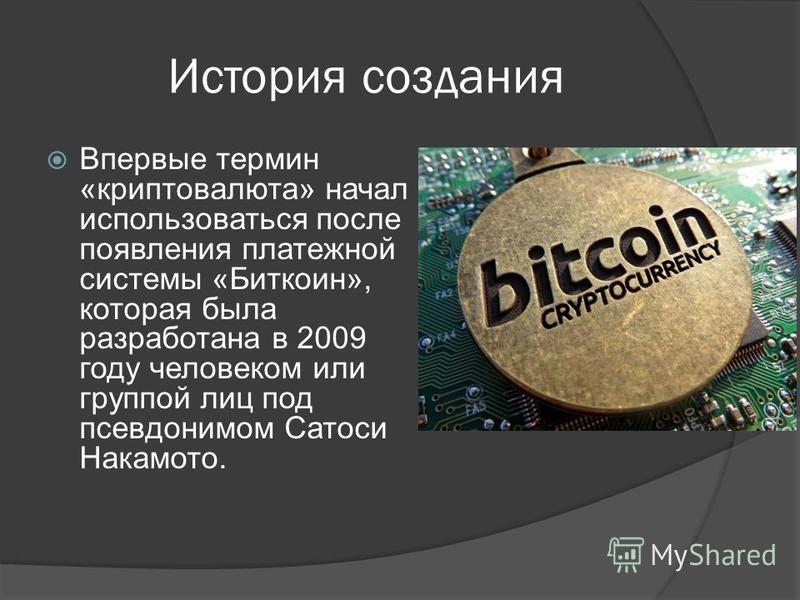 История создания
Впервые термин
«криптовалюта» начал
использоваться после
появления платежной
системы «Биткоин»,
которая была
разработана в 2009
году человеком или
группой лиц под
псевдонимом Сатоси
Накамото.
bitcoin
CRYPTOCURRENCY
FA5
MyShared